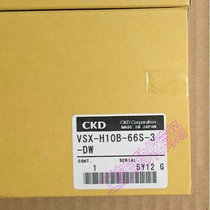 CKD
CKD Corporation
MADE IN JAPAN
VSX-H10B-66S-3
-DW
CONT. SERIAL
1 5Y12 G